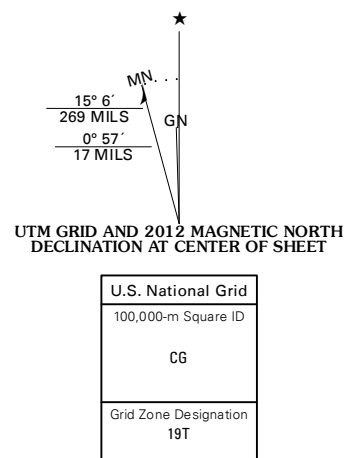 ★
MN
15° 6´
269 MILS
GN
0° 57´
17 MILS
UTM GRID AND 2012 MAGNETIC NORTH
DECLINATION AT CENTER OF SHEET
U.S. National Grid
100,000-m Square ID
CG
Grid Zone Designation
19T